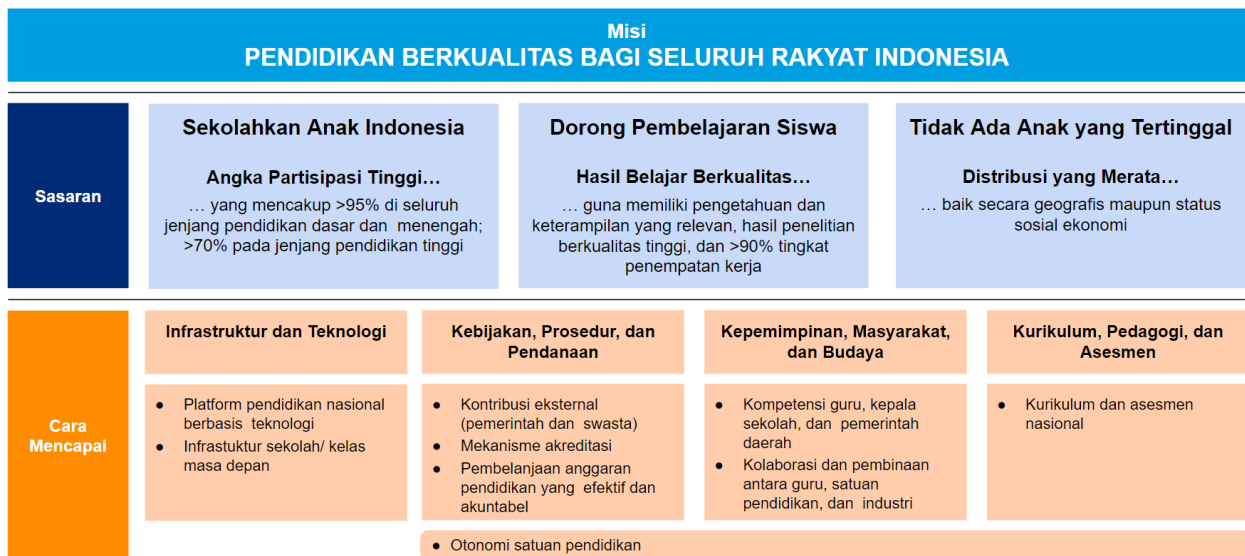 Misi
PENDIDIKAN BERKUALITAS BAGI SELURUH RAKYAT INDONESIA
Sasaran
Sekolahkan Anak Indonesia
Angka Partisipasi Tinggi…
… yang mencakup >95% di seluruh
jenjang pendidikan dasar dan menengah;
>70% pada jenjang pendidikan tinggi
Dorong Pembelajaran Siswa
Hasil Belajar Berkualitas…
… guna memiliki pengetahuan dan
keterampilan yang relevan, hasil penelitian
berkualitas tinggi, dan >90% tingkat
penempatan kerja
Tidak Ada Anak yang Tertinggal
Distribusi yang Merata…
… baik secara geografis maupun status
sosial ekonomi
Cara
Mencapai
Infrastruktur dan Teknologi
● Platform pendidikan nasional
berbasis teknologi
● Infrastuktur sekolah/ kelas
masa depan
Kebijakan, Prosedur, dan
Pendanaan
● Kontribusi eksternal
(pemerintah dan swasta)
● Mekanisme akreditasi
● Pembelanjaan anggaran
pendidikan yang efektif dan
akuntabel
Kepemimpinan, Masyarakat,
dan Budaya
● Kompetensi guru, kepala
sekolah, dan pemerintah
daerah
● Kolaborasi dan pembinaan
antara guru, satuan
pendidikan, dan industri
Kurikulum, Pedagogi, dan
Asesmen
● Kurikulum dan asesmen
nasional
● Otonomi satuan pendidikan